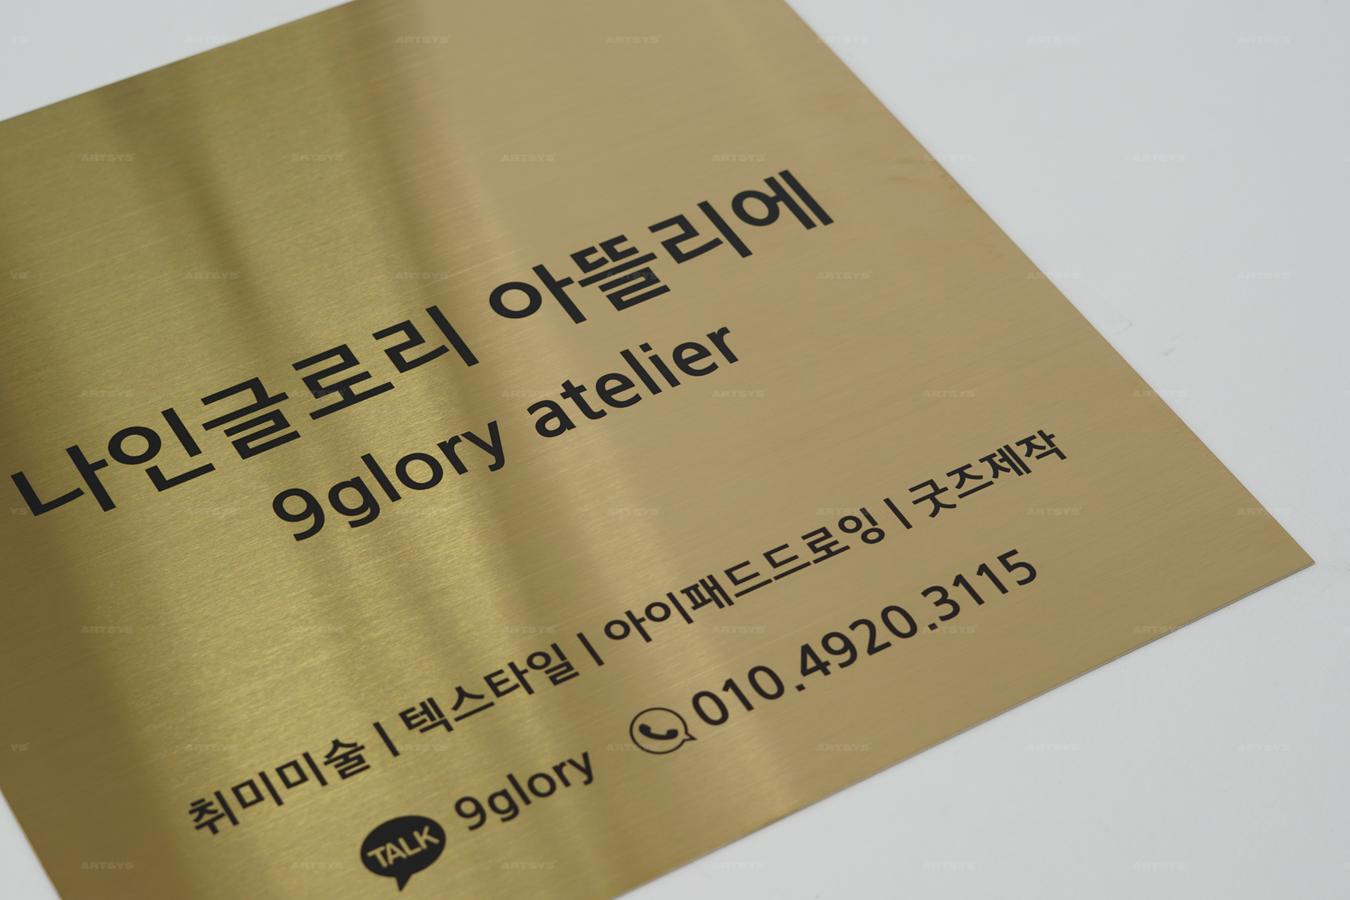 나인글로리 아뜰리에
9glory atelier
취미미술 | 텍스타일 | 아이패드드로잉 | 굿즈제작
TALK 9glory 010.4920.3115
ARTSYS